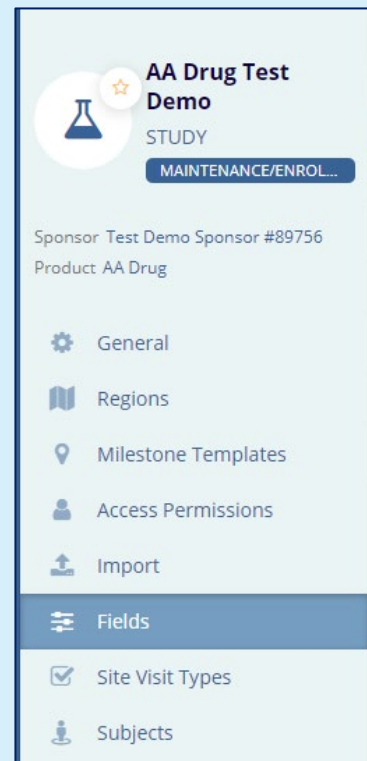 AA Drug Test
Demo
STUDY
MAINTENANCE/ENROL...
Sponsor Test Demo Sponsor #89756
Product AA Drug
General
Regions
Milestone Templates
Access Permissions
Import
Fields
Site Visit Types
Subjects